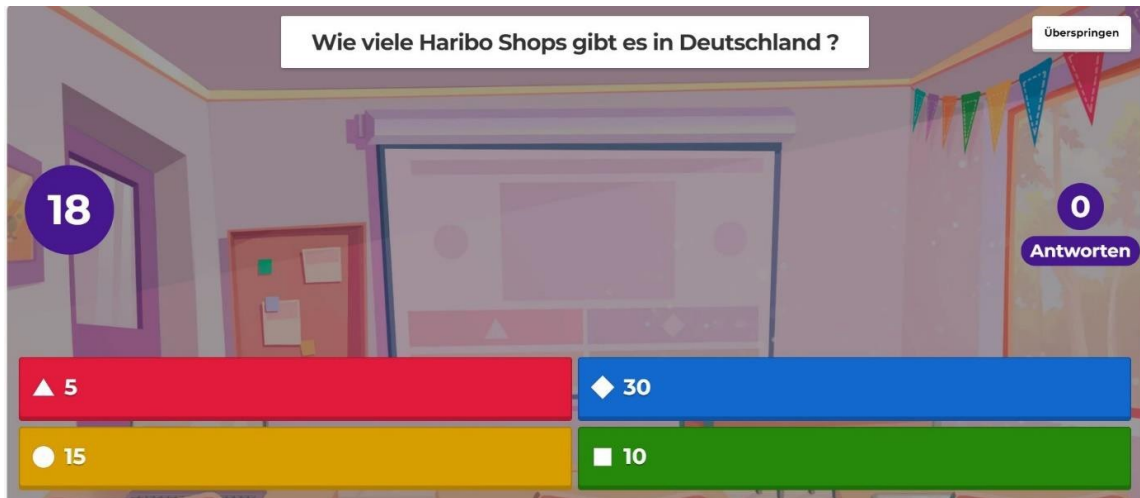 Wie viele Haribo Shops gibt es in Deutschland ?
Überspringen
18
0
Antworten
5
30
15
10